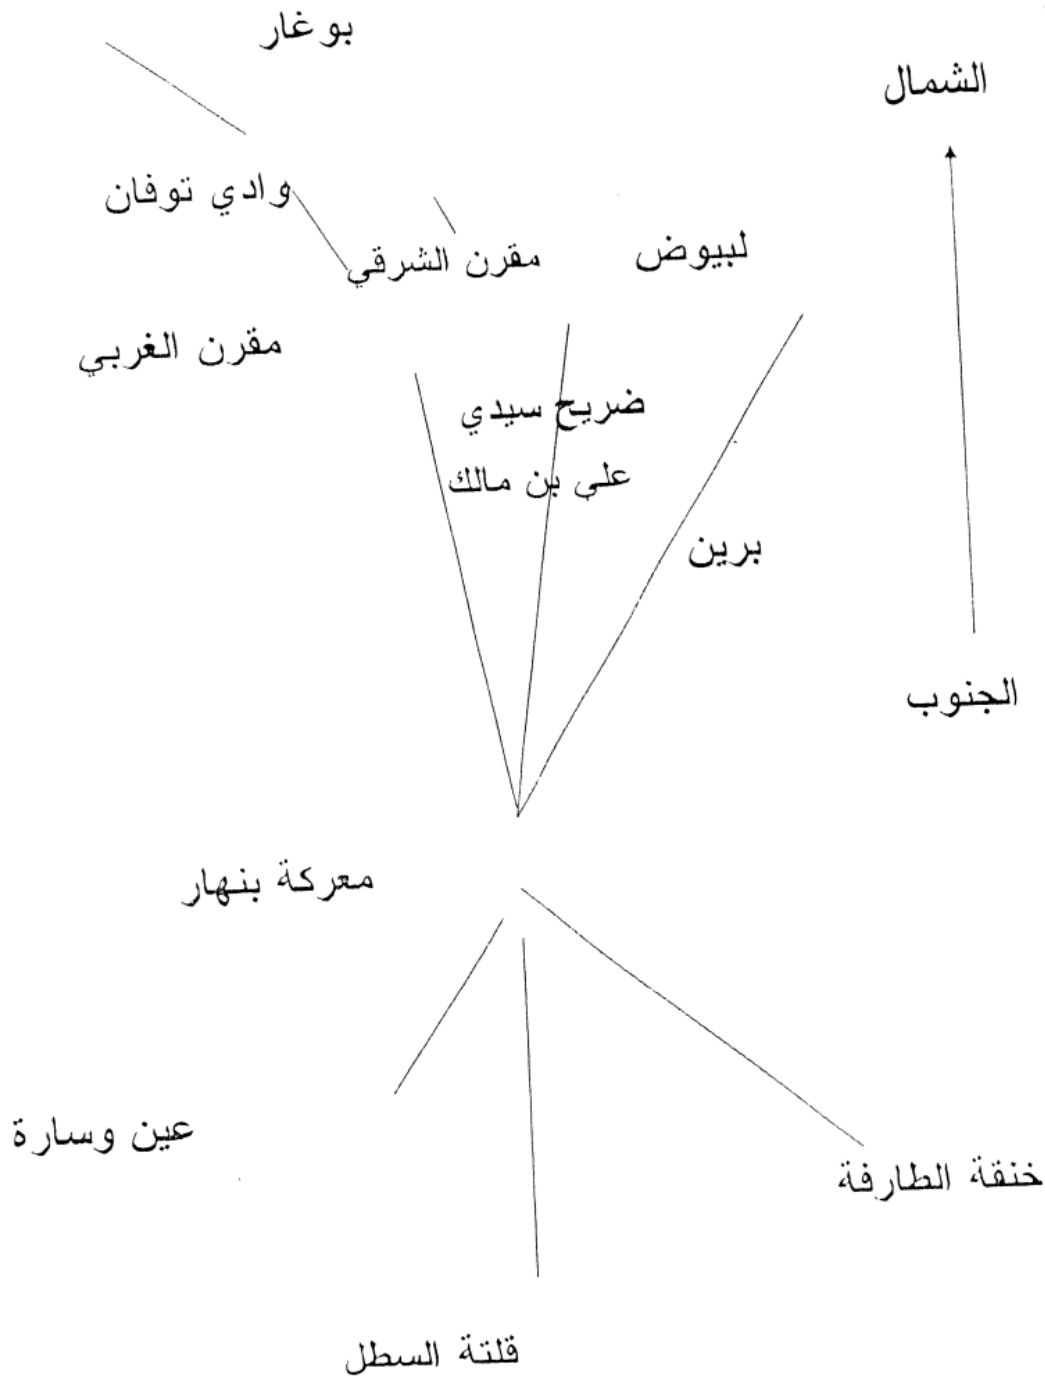 بوغار
الشمال
وادي توفان
لبيوض
مقرن الشرقي
مقرن الغربي
ضريح سيدي
علي بن مالك
برين
الجنوب
معركة بنهار
عين وسارة
خنقة الطارفة
قلتة السطل